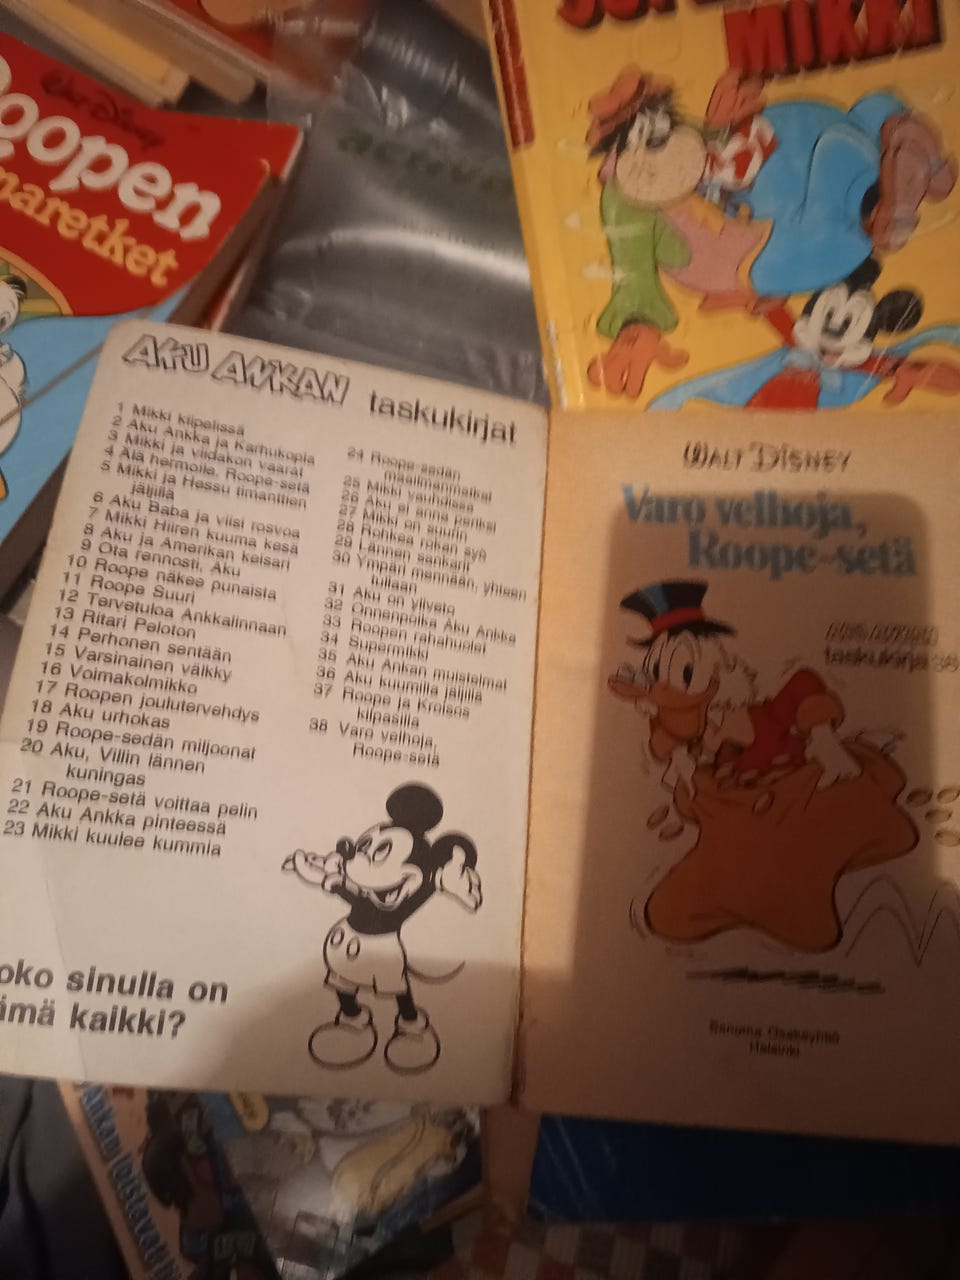 Walt Disney
Roopen
SUPER
MIKKI
AKU ANKAN taskukirjat
1 Mikki kiipelissä
2 Aku Ankka ja Karhukopla
3 Mikki ja viidakon vaarat
4 Älä hermoile, Roope-setä
5 Mikki ja Hessu timanttien
jäljillä
6 Aku Baba ja viisi rosvoa
7 Mikki Hiiren kuuma kesä
8 Aku ja Amerikan keisari
9 Ota rennosti, Aku
10 Roope näkee punaista
11 Roope Suuri
12 Tervetuloa Ankkalinnaan
13 Ritari Peloton
14 Perhonen sentään
15 Varsinainen väikky
16 Voimakolmikko
17 Roopen joulutervehdys
18 Aku urhokas
19 Roope-sedän miljoonat
20 Aku, Villin lännen
kuningas
21 Roope-setä voittaa pelin
22 Aku Ankka pinteessä
23 Mikki kuulee kummia
24 Roope-sedän
maailmanmatkat
25 Mikki vauhdissa
26 Aku ei anna periksi
27 Mikki on suurin
28 Rohkea rokan syö
29 Lännen sankarit
30 Ympäri mennään, yhteen
tullaan
31 Aku on ylivoto
32 Onnenpoika Aku Ankka
33 Roopen rahahuolet
34 Supermikki
35 Aku Ankan muistelmat
36 Aku kuumilla jäljillä
37 Roope ja Kroisos
kilpasilla
38 Varo velhoja,
Roope-setä
oko sinulla on
ämä kaikki?
WALT DISNEY
Varo velhoja,
Roope-setä
AKU ANKAN
taskukirja 38
Sanoma Osakeyhtiö
Helsinki